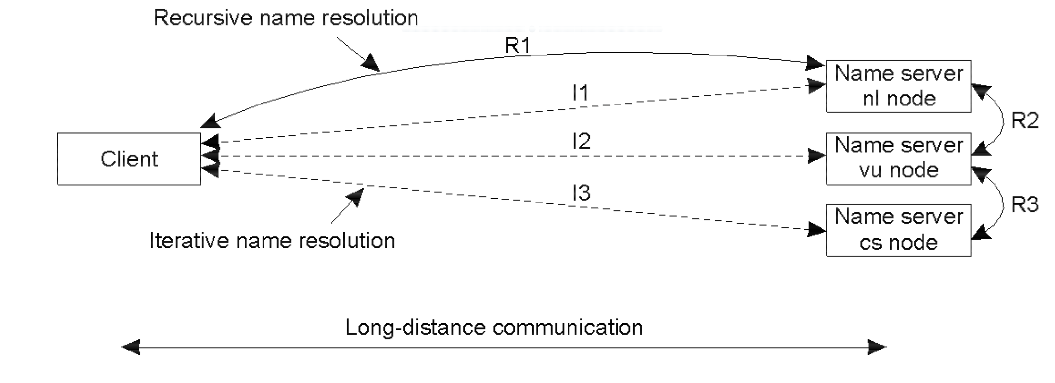 Recursive name resolution
R1
Name server
nl node
I1
R2
I2
Client
Name server
vu node
I3
R3
Name server
cs node
Iterative name resolution
Long-distance communication